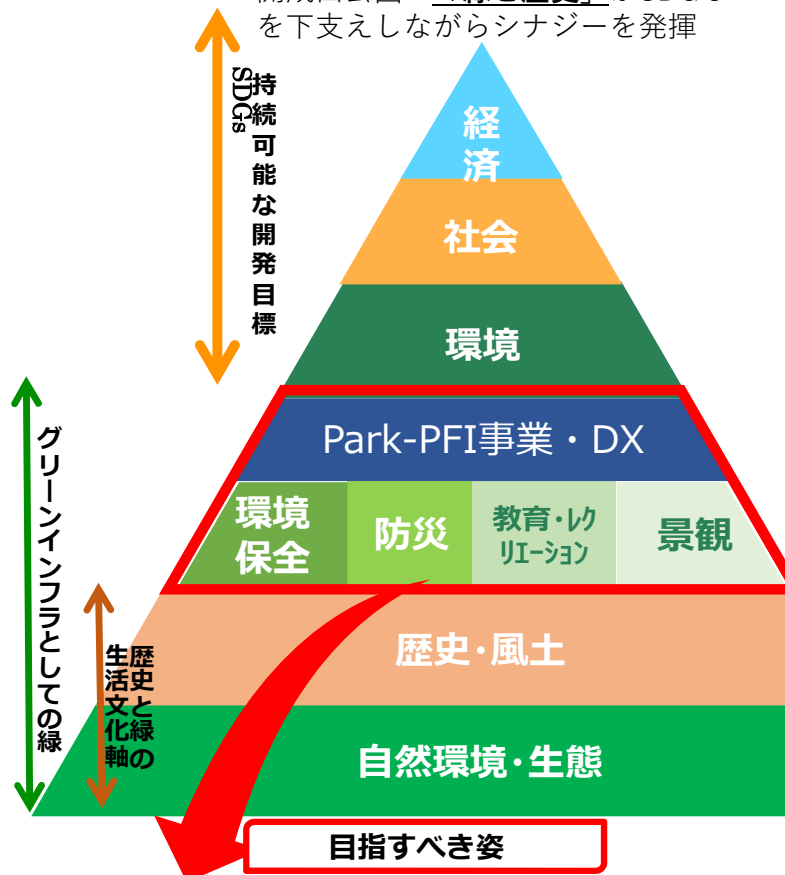 を下支えしながらシナジーを発揮
持続可能な開発目標
SDGs
経済
社会
環境
Park-PFI事業・DX
環境
保全
防災
教育・レク
リエーション
景観
歴史・風土
自然環境・生態
グリーンインフラとしての緑
歴史と緑の
生活文化軸
目指すべき姿